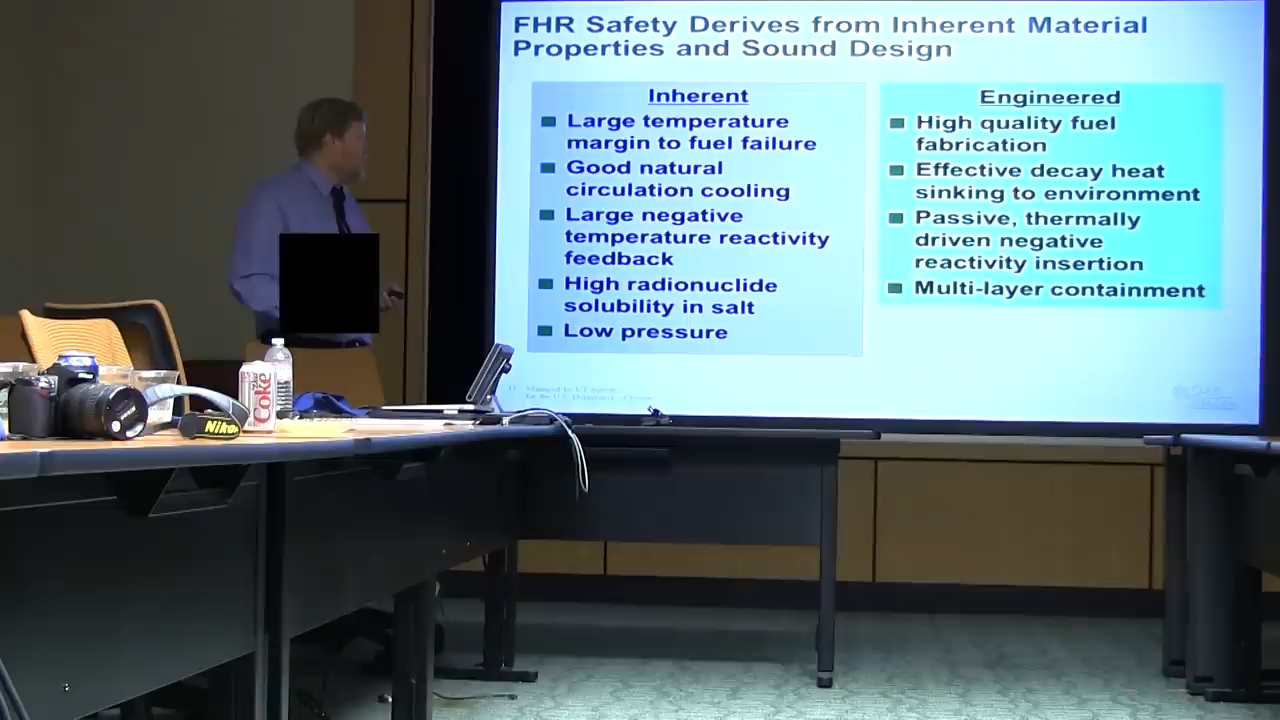 FHR Safety Derives from Inherent Material
Properties and Sound Design
Inherent
Large temperature
margin to fuel failure
Good natural
circulation cooling
Large negative
temperature reactivity
feedback
High radionuclide
solubility in salt
Low pressure
Engineered
High quality fuel
fabrication
Effective decay heat
sinking to environment
Passive, thermally
driven negative
reactivity insertion
Multi-layer containment
Diet
Coke
Nikon